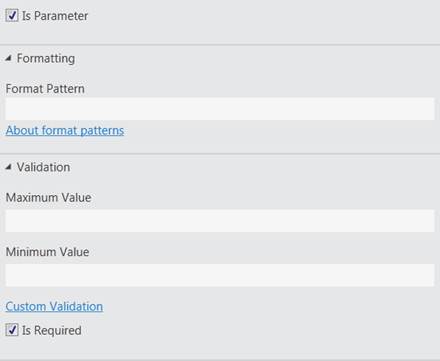 Is Parameter
Formatting
Format Pattern
About format patterns
Validation
Maximum Value
Minimum Value
Custom Validation
Is Required